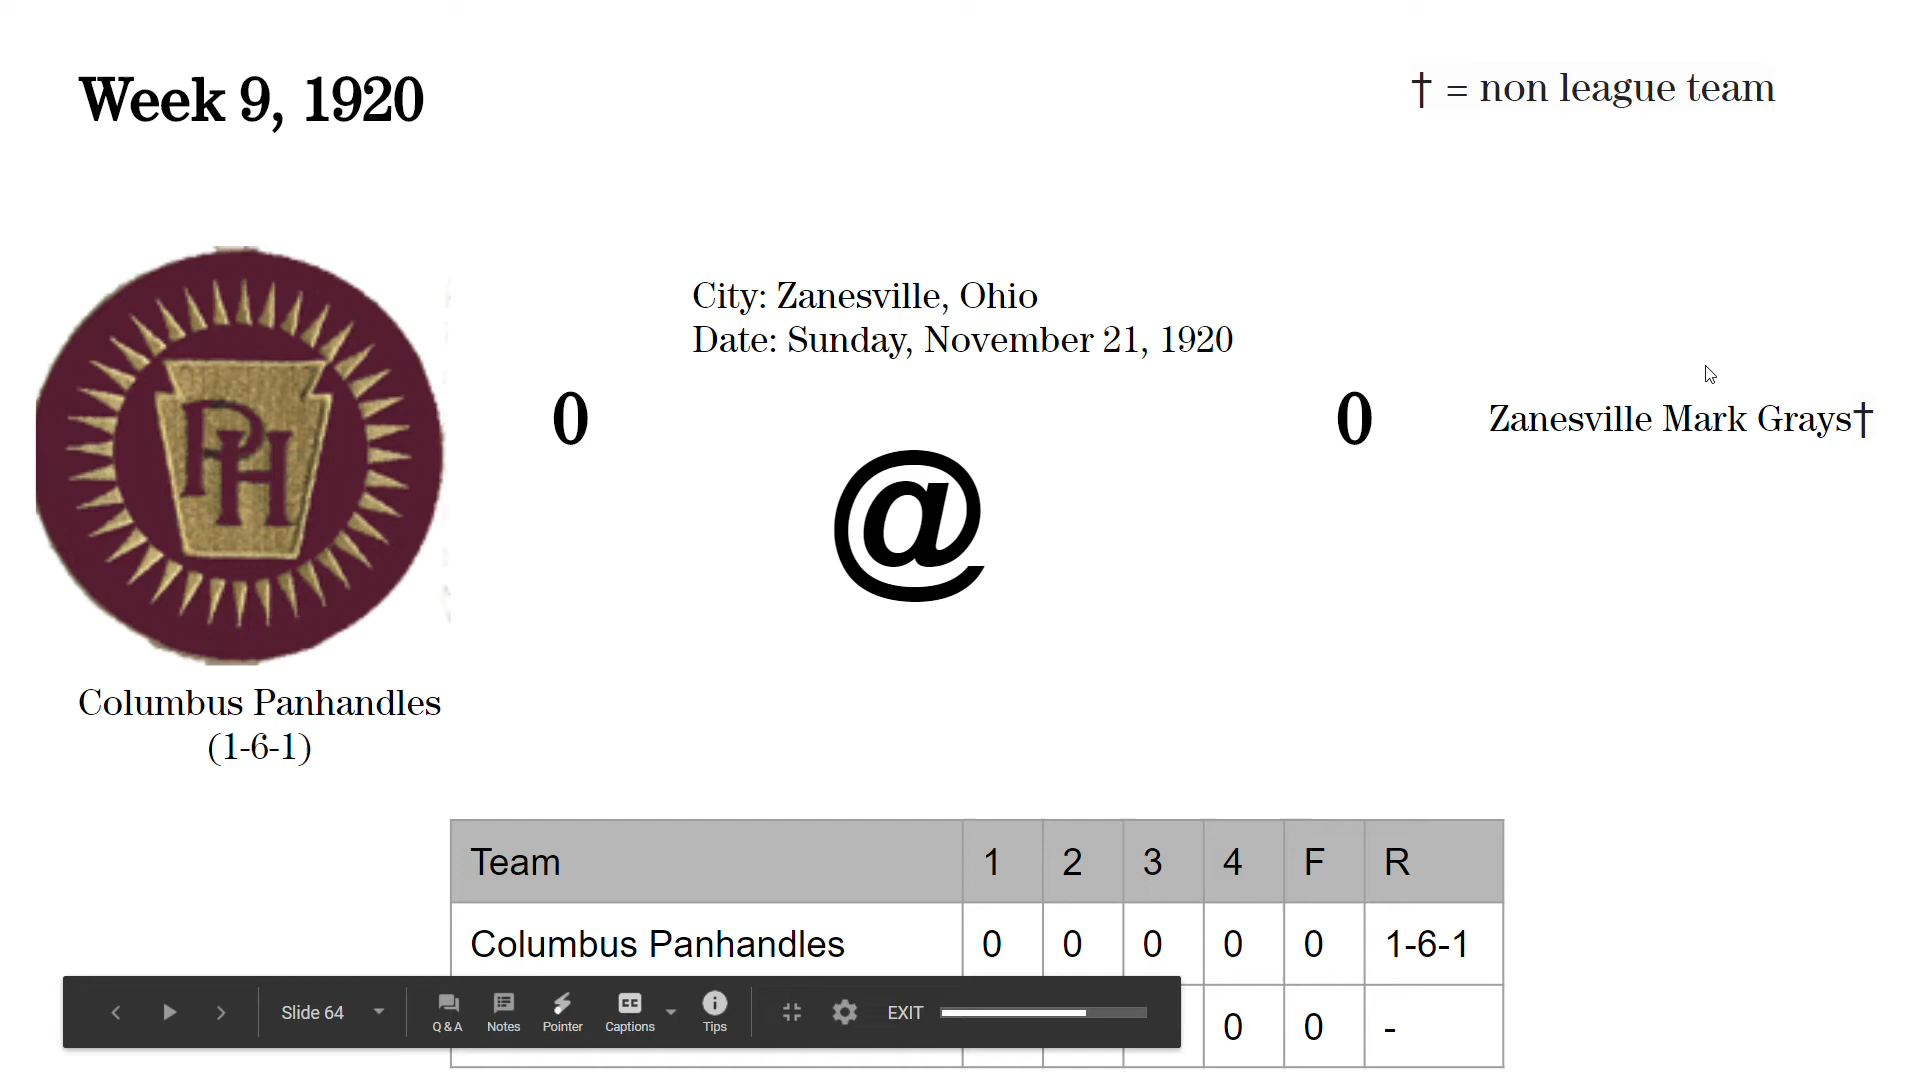 Week 9, 1920
† = non league team
City: Zanesville, Ohio
Date: Sunday, November 21, 1920
0
0
Zanesville Mark Grays†
@
PH
Columbus Panhandles
(1-6-1)
Team 1 2 3 4 F R
Columbus Panhandles 0 0 0 0 0 1-6-1
0 0 -
Slide 64
Q & A
Notes
Pointer
CC
Captions
Tips
EXIT